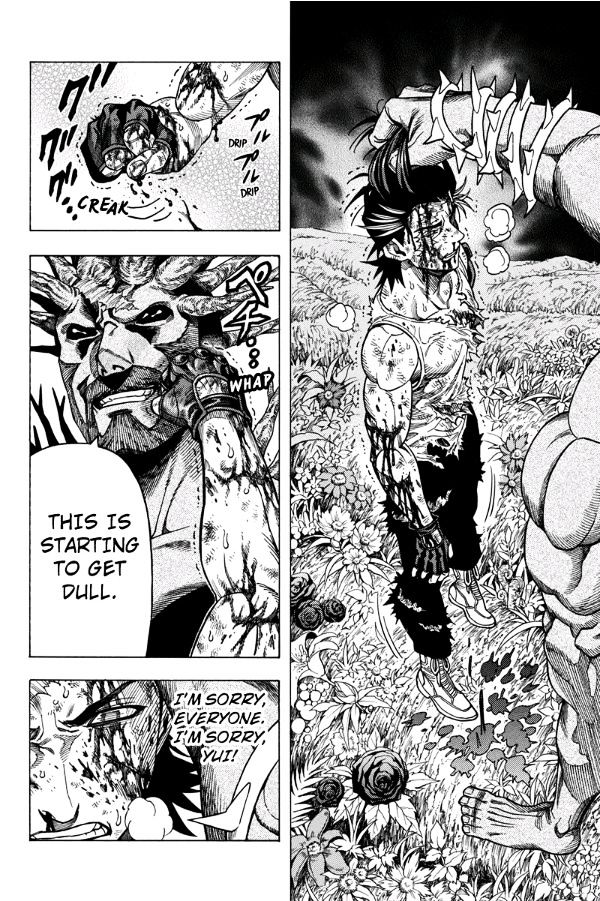 グ
グ
グ…
プル
プル
DRIP
DRIP
CREAK
ペチ…
WHAP
THIS IS
STARTING
TO GET
DULL.
I'M SORRY,
EVERYONE.
I'M SORRY,
YUI!